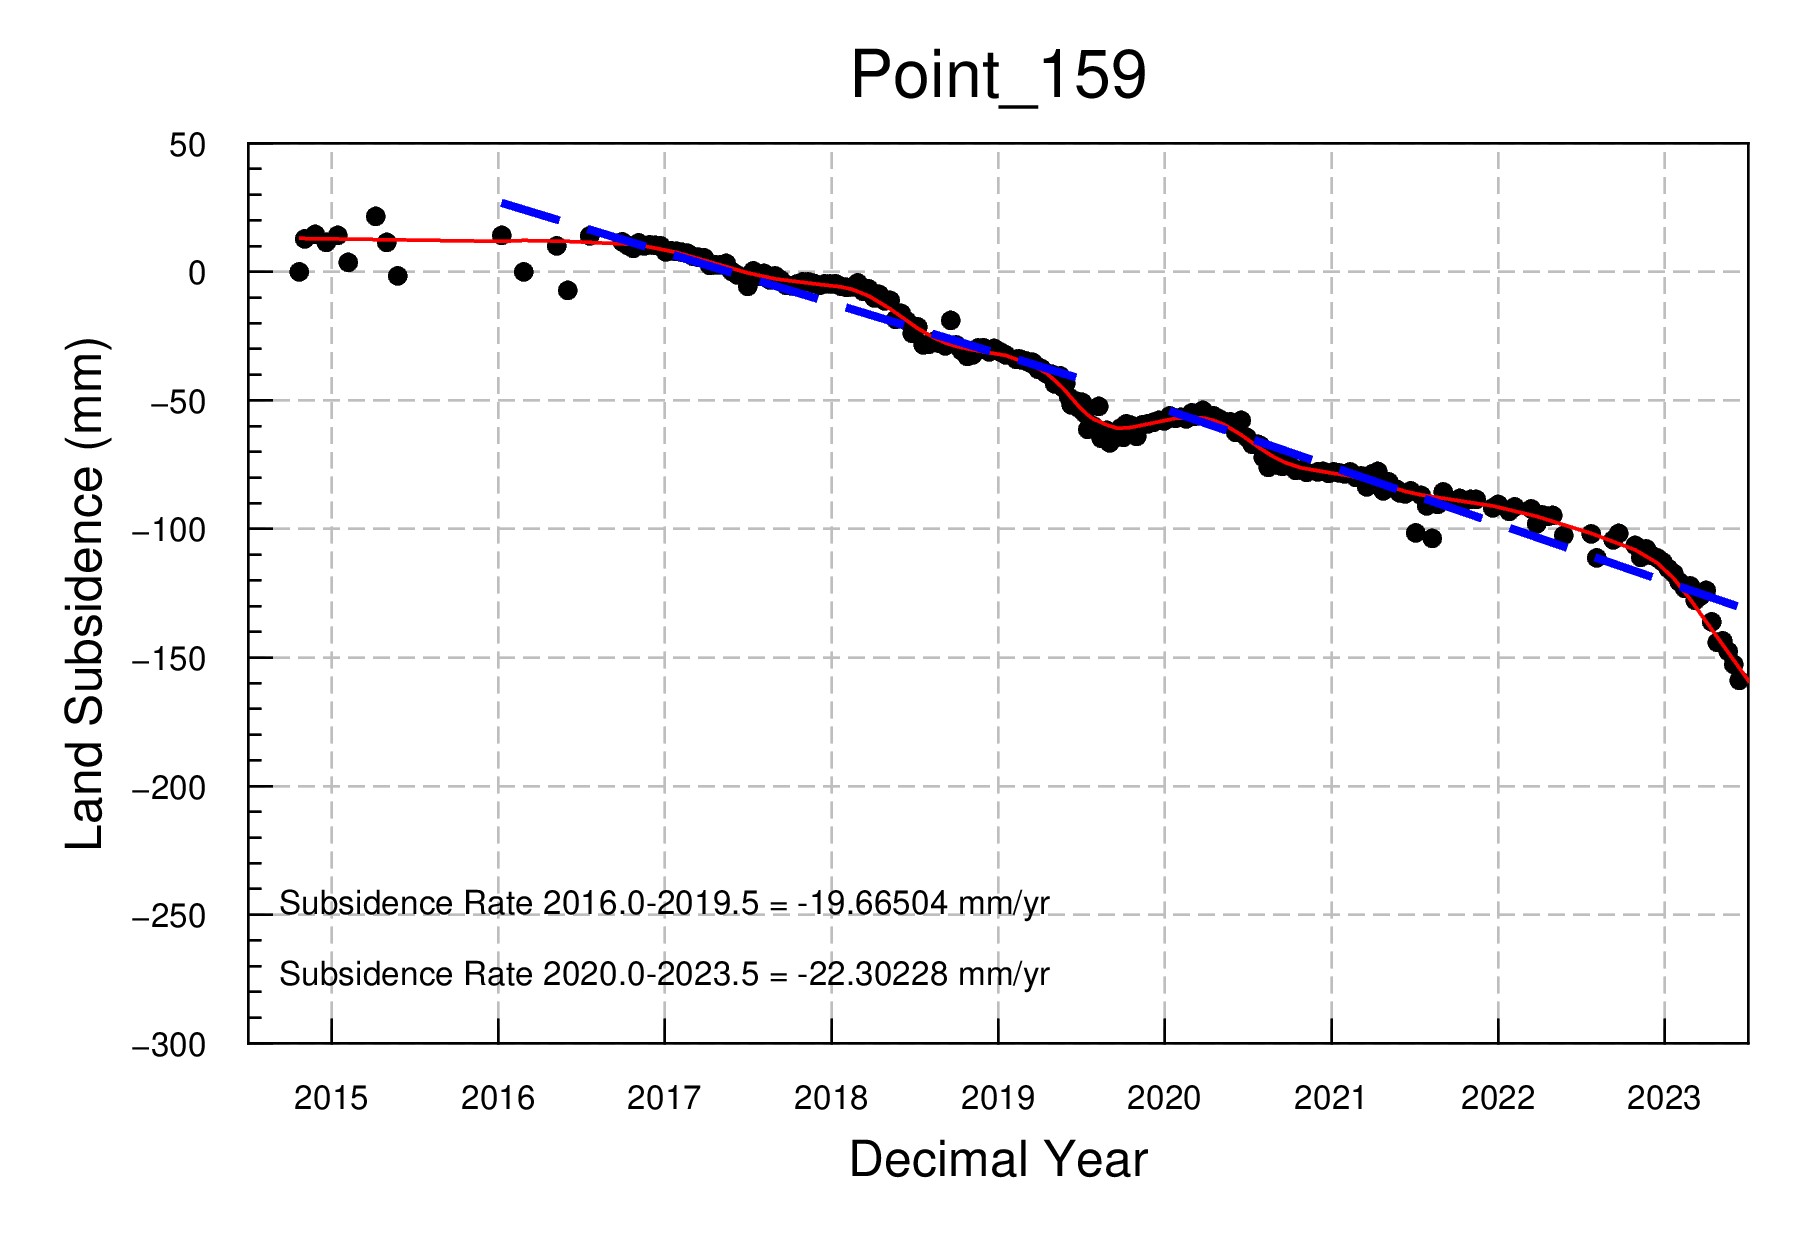 Point_159
50
0
−50
−100
−150
−200
−250
−300
Land Subsidence (mm)
Subsidence Rate 2016.0-2019.5 = -19.66504 mm/yr
Subsidence Rate 2020.0-2023.5 = -22.30228 mm/yr
2015 2016 2017 2018 2019 2020 2021 2022 2023
Decimal Year